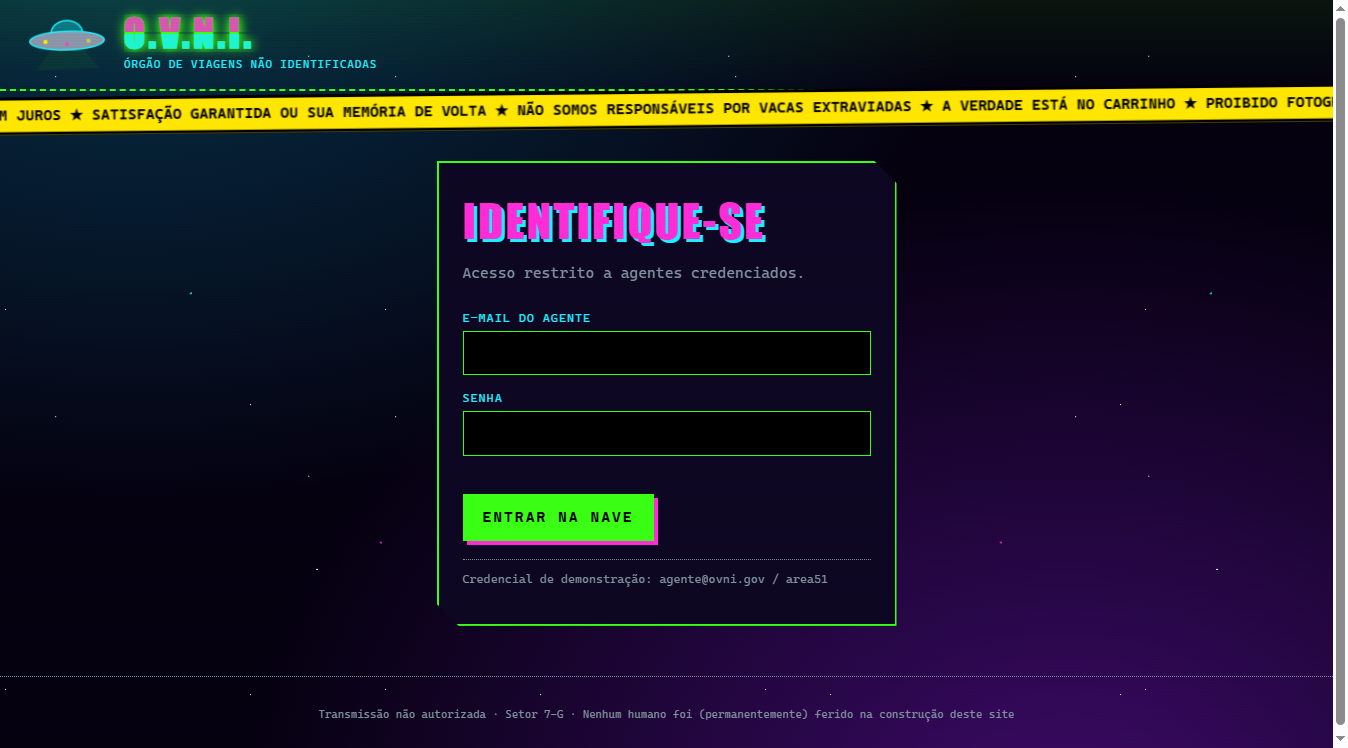 O.V.N.I.
ÓRGÃO DE VIAGENS NÃO IDENTIFICADAS
M JUROS ★ SATISFAÇÃO GARANTIDA OU SUA MEMÓRIA DE VOLTA ★ NÃO SOMOS RESPONSÁVEIS POR VACAS EXTRAVIADAS ★ A VERDADE ESTÁ NO CARRINHO ★ PROIBIDO FOTOG
IDENTIFIQUE-SE
Acesso restrito a agentes credenciados.
E-MAIL DO AGENTE
SENHA
ENTRAR NA NAVE
Credencial de demonstração: agente@ovni.gov / area51
Transmissão não autorizada · Setor 7-G · Nenhum humano foi (permanentemente) ferido na construção deste site